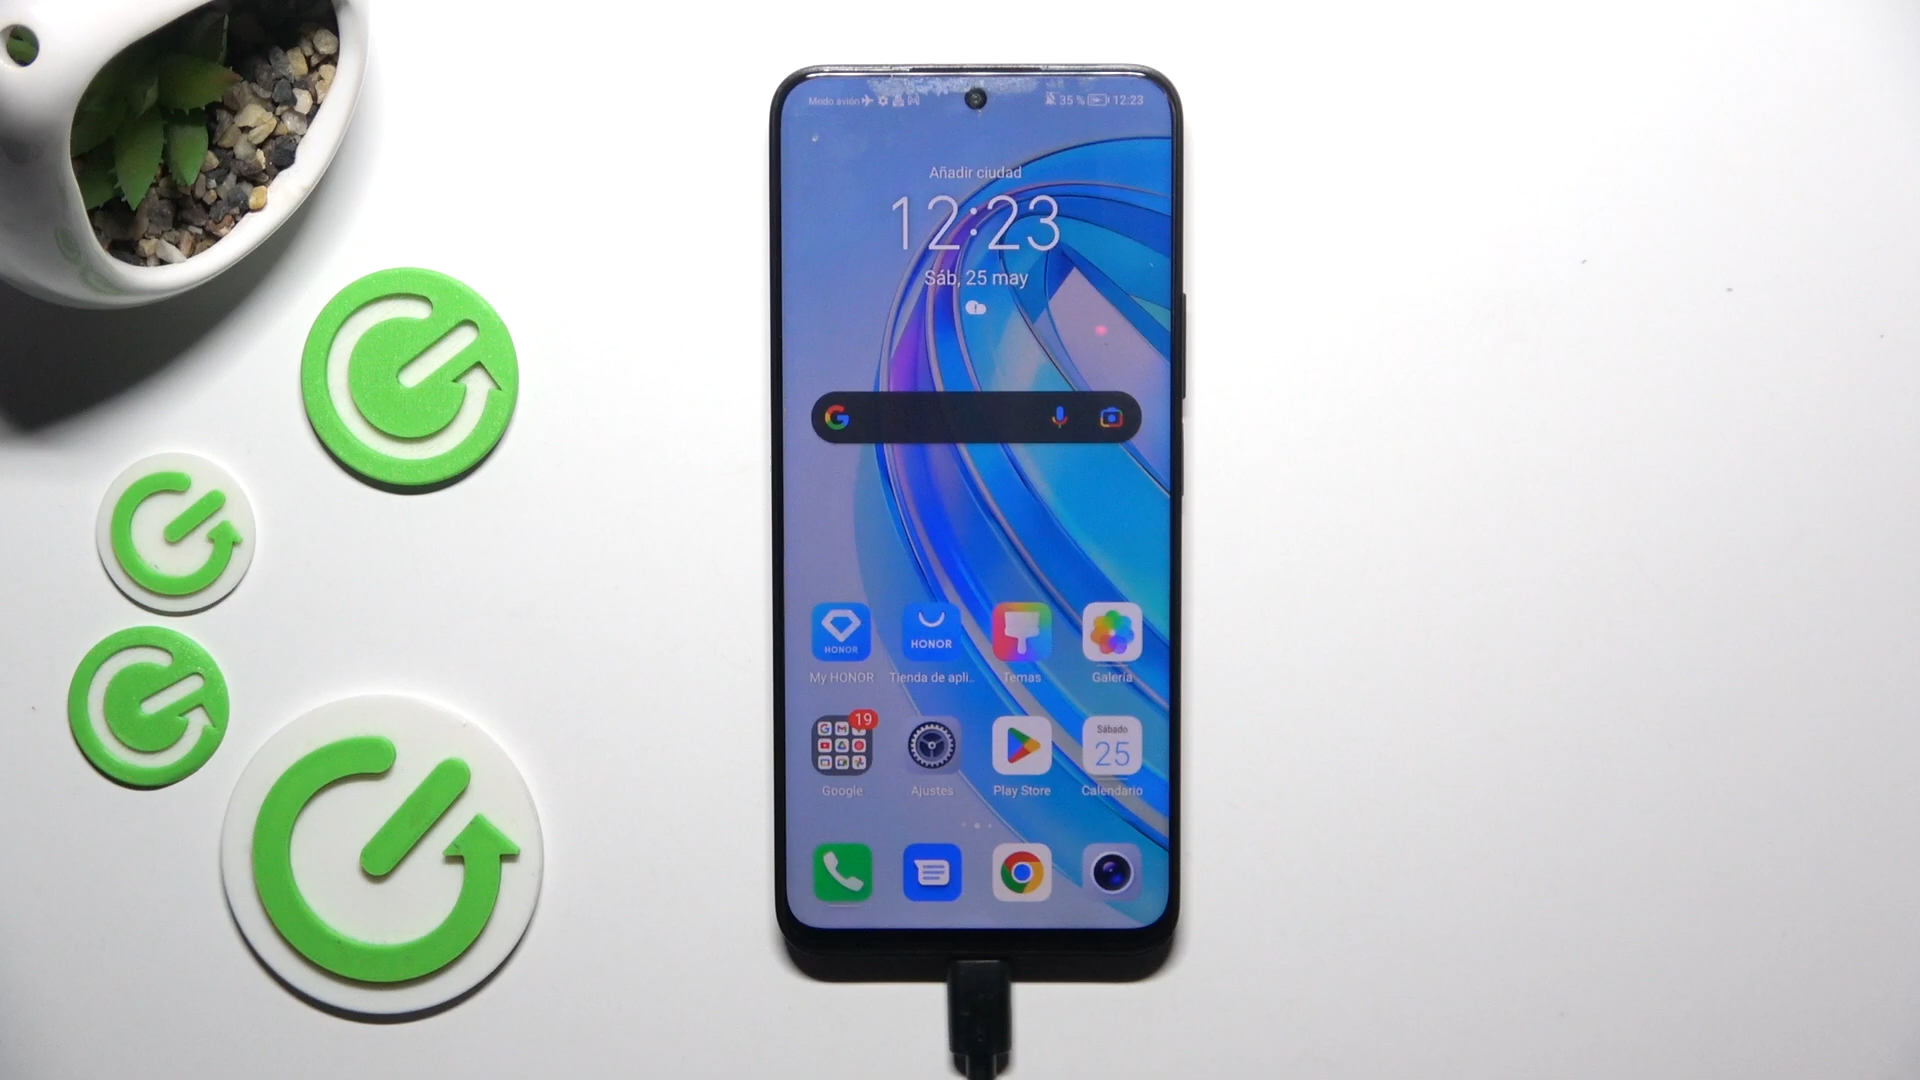 Modo avión 35 % 12:23
Añadir ciudad
12:23
Sáb, 25 may
HONOR HONOR
My HONOR Tienda de apli.. Temas Galería
19 Sábado
25
Google Ajustes Play Store Calendario